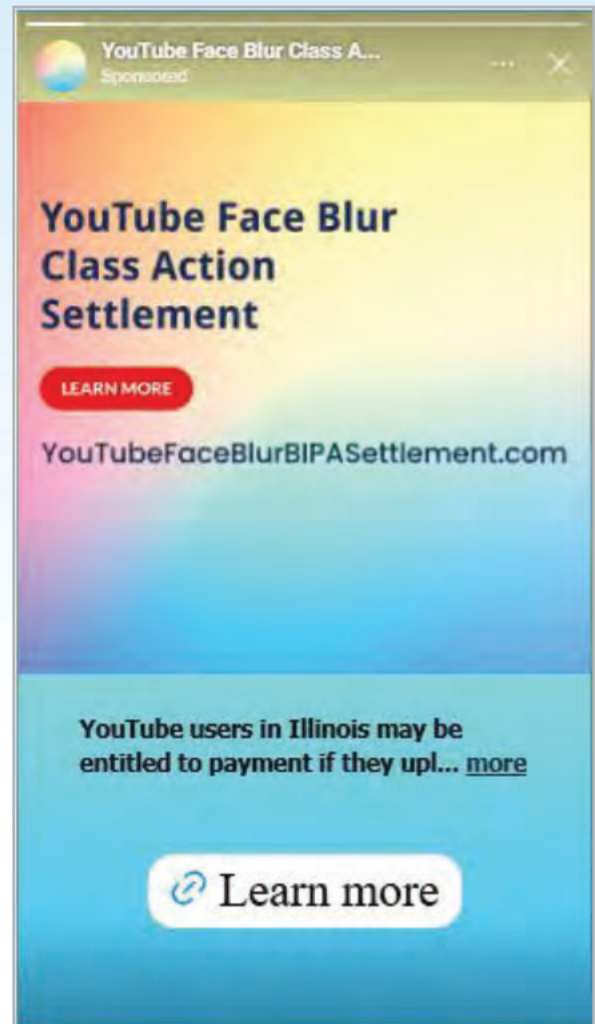 YouTube Face Blur Class A...
Sponsored
YouTube Face Blur
Class Action
Settlement
LEARN MORE
YouTubeFaceBlurBIPASettlement.com
YouTube users in Illinois may be
entitled to payment if they upl... more
Learn more